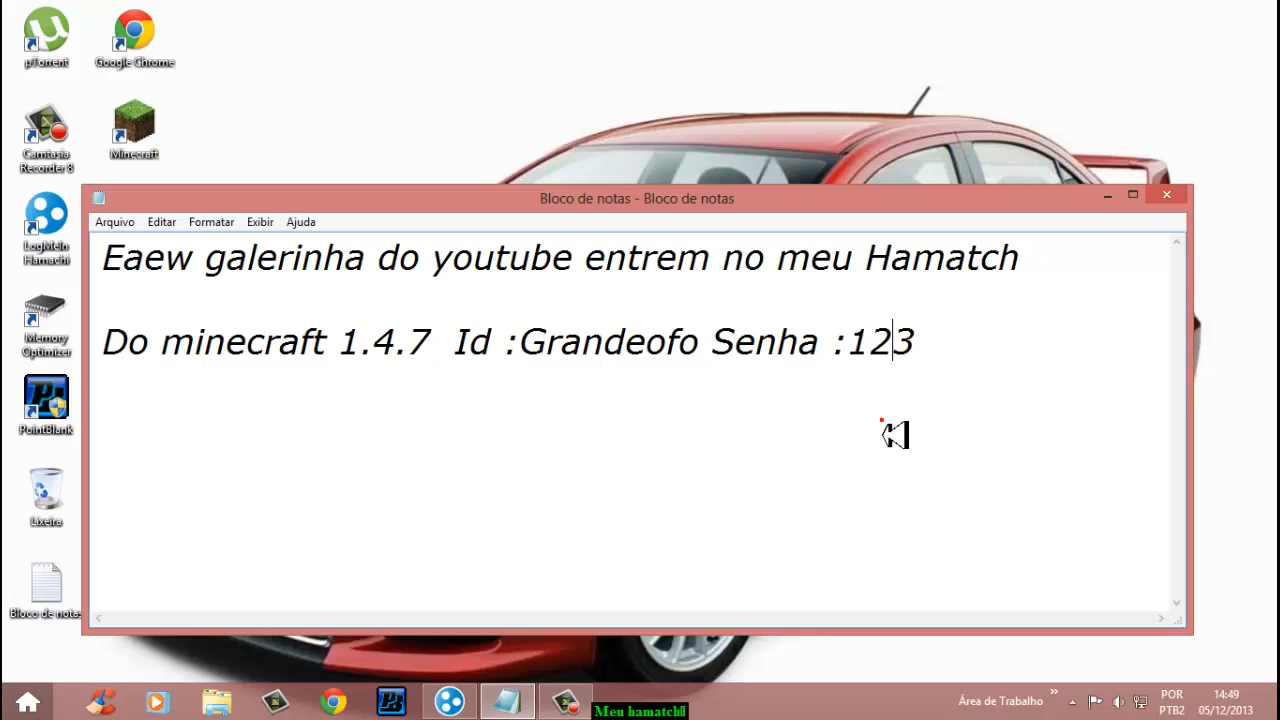 µTorrent
Google Chrome
Camtasia
Recorder 8
Minecraft
LogMeIn
Hamachi
Memory
Optimizer
PointBlank
Lixeira
Bloco de notas
Bloco de notas - Bloco de notas
Arquivo Editar Formatar Exibir Ajuda
Eaew galerinha do youtube entrem no meu Hamatch
Do minecraft 1.4.7 Id :Grandeofo Senha :123
Meu hamatch
Área de Trabalho
POR
PTB2
14:49
05/12/2013